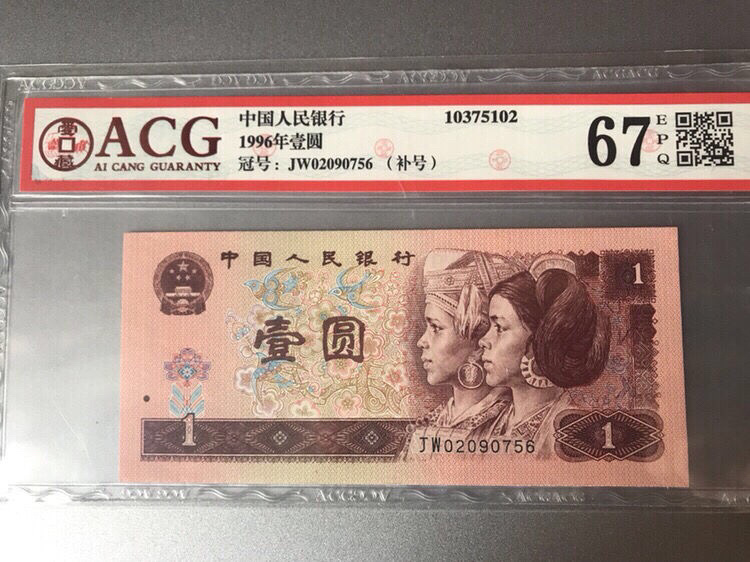 ACG
AI CANG GUARANTY
中国人民银行
1996年壹圆
冠号：JW02090756 （补号）
10375102
67
EPQ
中国人民银行
1
壹圆
1
JW02090756
1